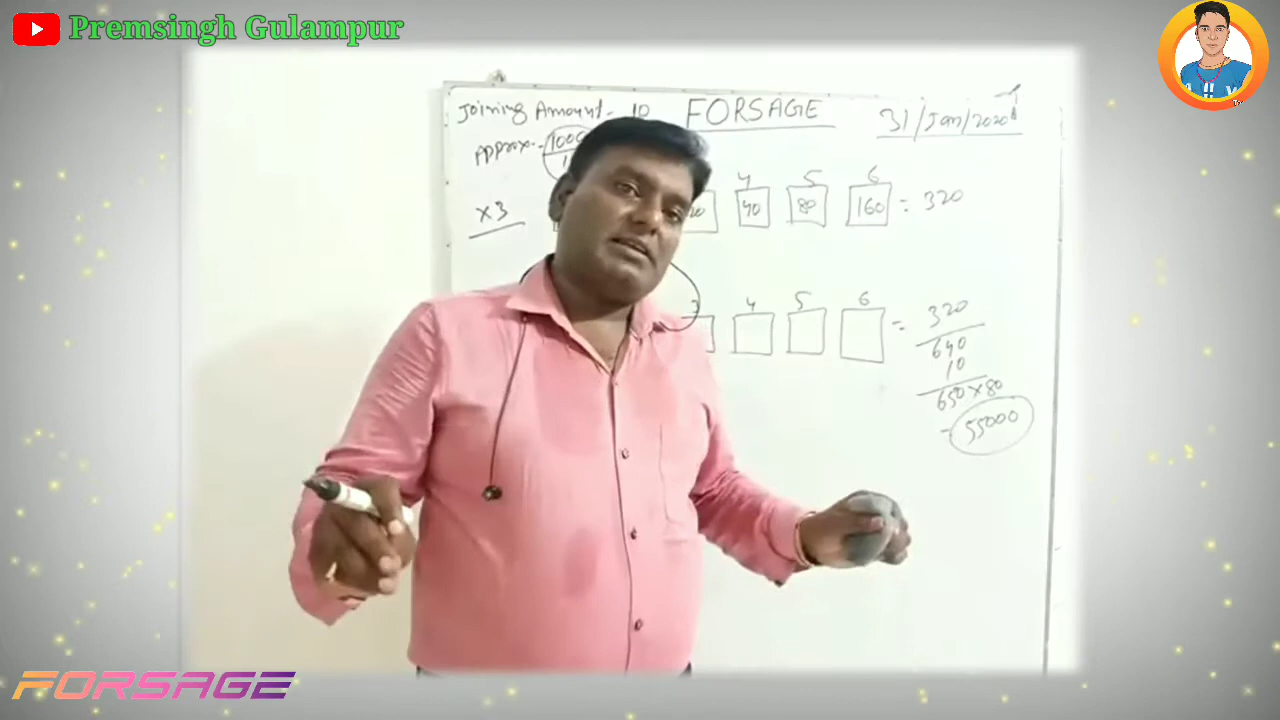 Premsingh Gulampur
Joining Amount - 10 FORSAGE 31/Jan/2020
Approx. -
4 5 6
x3 40 80 160 = 320
3 4 5 6
= 320
640
10
650 x 80
- 55000
FORSAGE